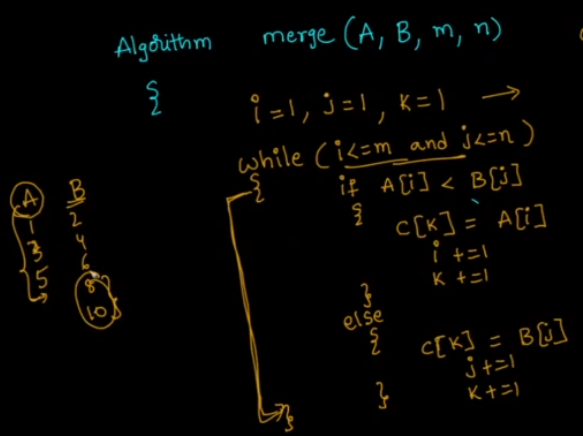 Algorithm merge (A, B, m, n)
{
i=1, j=1, k=1 →
while (i<=m and j<=n)
{
if A[i] < B[j]
{
C[K] = A[i]
i +=1
K +=1
}
else
{
C[K] = B[j]
j+=1
K+=1
}
}
A B
1 2
3 4
5 6
8
10